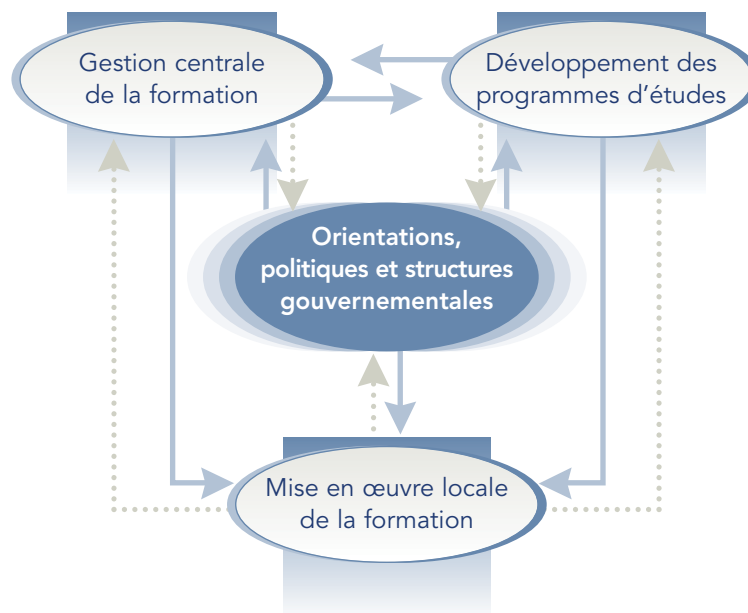 Gestion centrale
de la formation
Développement des
programmes d’études
Orientations,
politiques et structures
gouvernementales
Mise en œuvre locale
de la formation